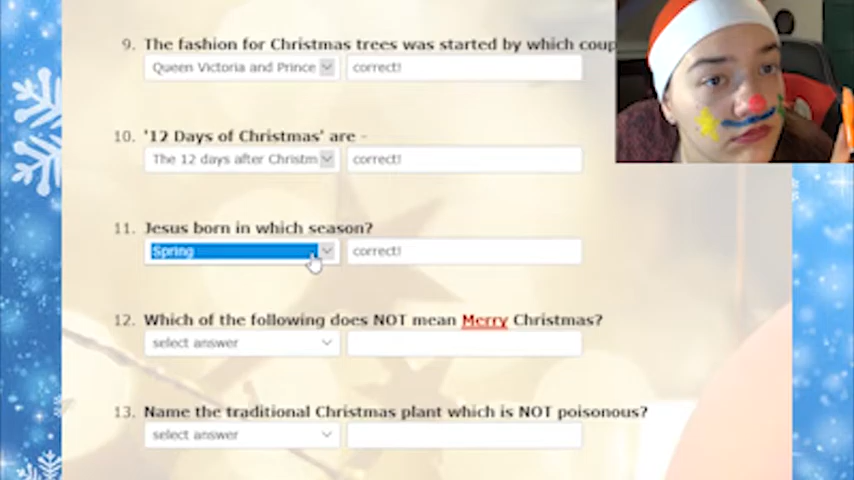 9. The fashion for Christmas trees was started by which coup
Queen Victoria and Prince correct!
10. '12 Days of Christmas' are -
The 12 days after Christm correct!
11. Jesus born in which season?
Spring correct!
12. Which of the following does NOT mean Merry Christmas?
select answer
13. Name the traditional Christmas plant which is NOT poisonous?
select answer